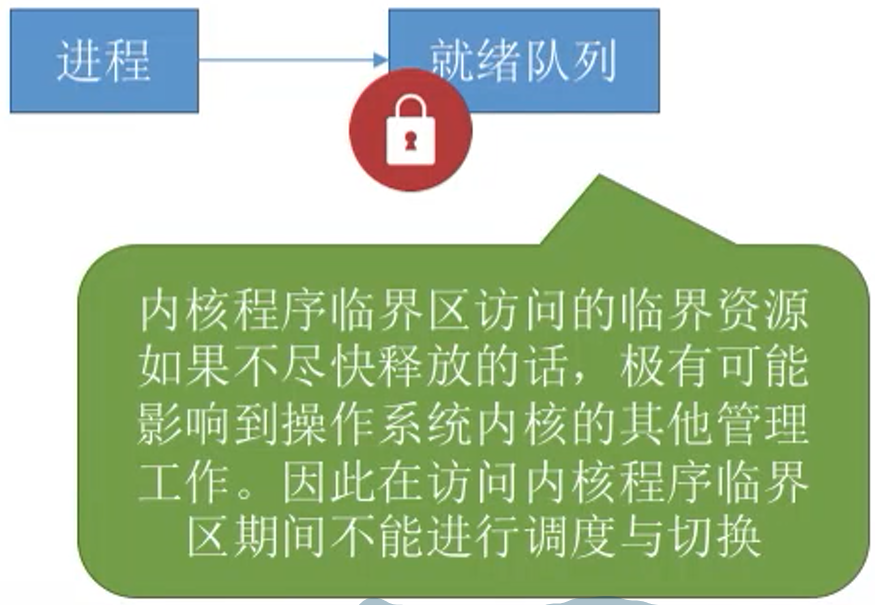 进程
就绪队列
内核程序临界区访问的临界资源
如果不尽快释放的话，极有可能
影响到操作系统内核的其他管理
工作。因此在访问内核程序临界
区期间不能进行调度与切换